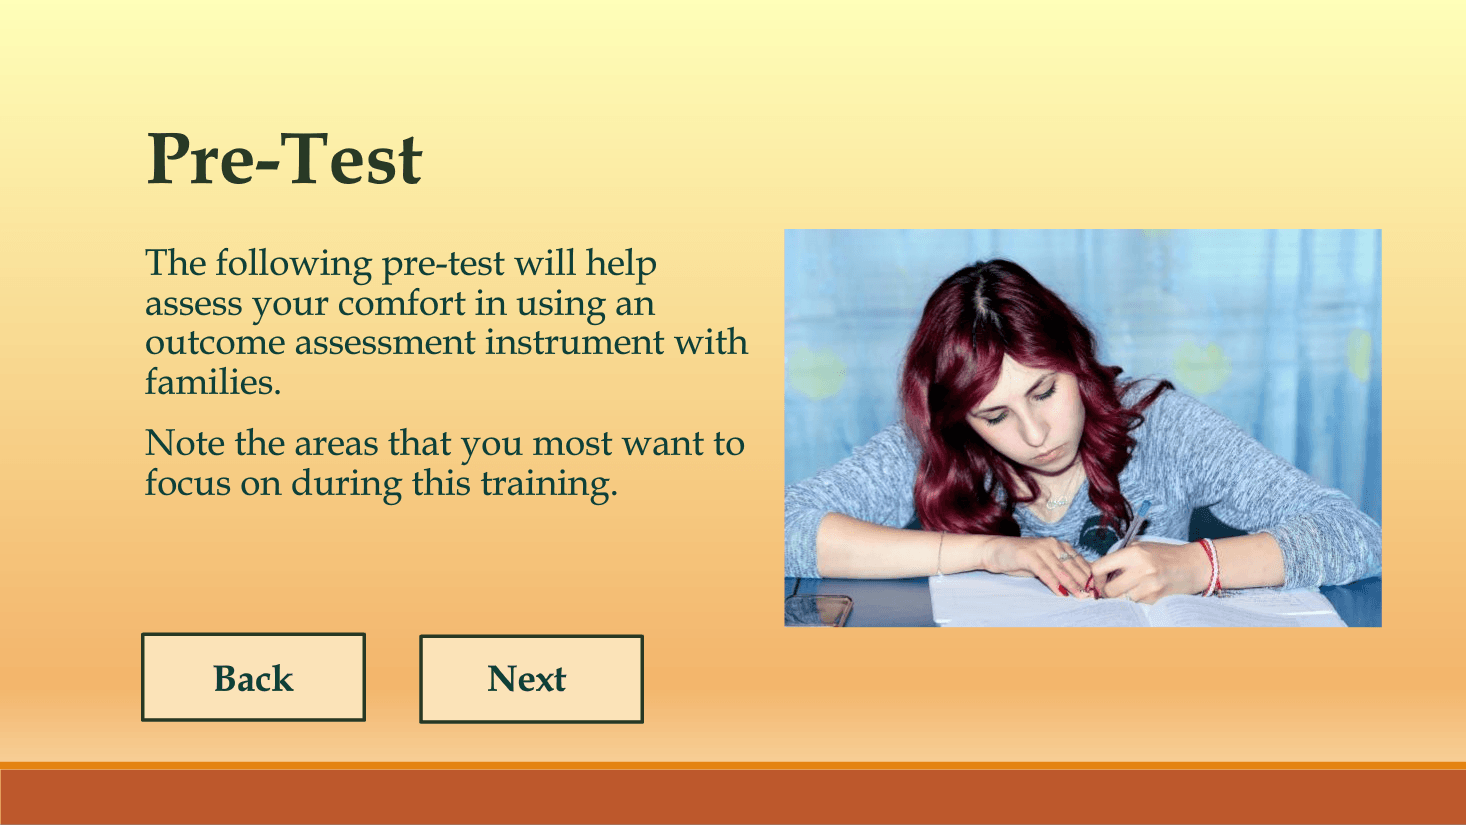 Pre-Test
The following pre-test will help
assess your comfort in using an
outcome assessment instrument with
families.
Note the areas that you most want to
focus on during this training.
Back
Next